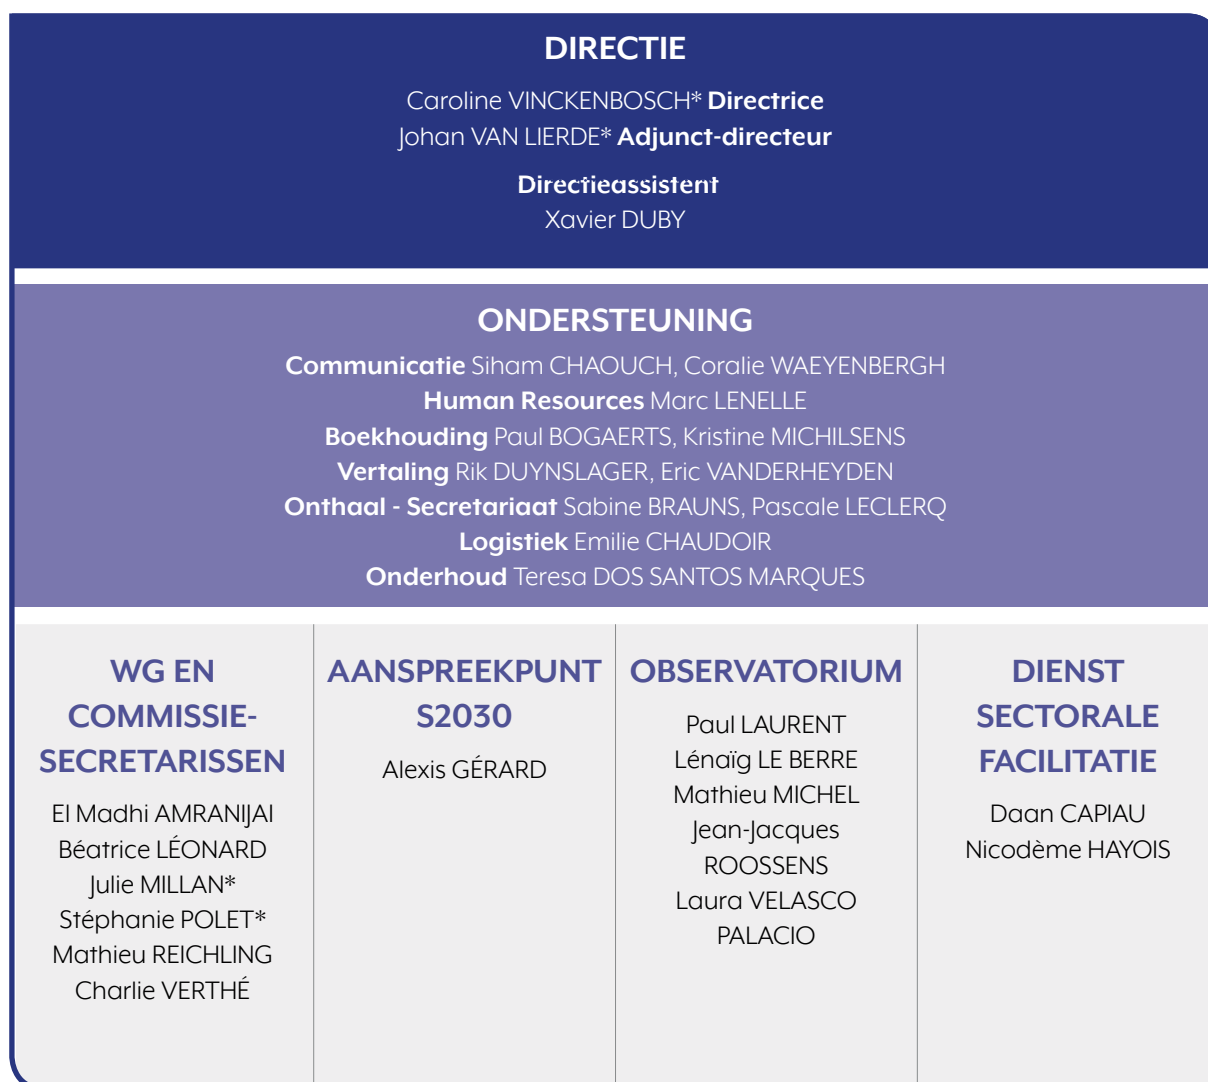 DIRECTIE
Caroline VINCKENBOSCH* Directrice
Johan VAN LIERDE* Adjunct-directeur
Directieassistent
Xavier DUBY
ONDERSTEUNING
Communicatie Siham CHAOUCH, Coralie WAEYENBERGH
Human Resources Marc LENELLE
Boekhouding Paul BOGAERTS, Kristine MICHILSENS
Vertaling Rik DUYNSLAGER, Eric VANDERHEYDEN
Onthaal - Secretariaat Sabine BRAUNS, Pascale LECLERQ
Logistiek Emilie CHAUDOIR
Onderhoud Teresa DOS SANTOS MARQUES
WG EN
COMMISSIE-
SECRETARISSEN
El Madhi AMRANIJAI
Béatrice LÉONARD
Julie MILLAN*
Stéphanie POLET*
Mathieu REICHLING
Charlie VERTHÉ
AANSPREEKPUNT
S2030
Alexis GÉRARD
OBSERVATORIUM
Paul LAURENT
Lénaïg LE BERRE
Mathieu MICHEL
Jean-Jacques
ROOSSENS
Laura VELASCO
PALACIO
DIENST
SECTORALE
FACILITATIE
Daan CAPIAU
Nicodème HAYOIS